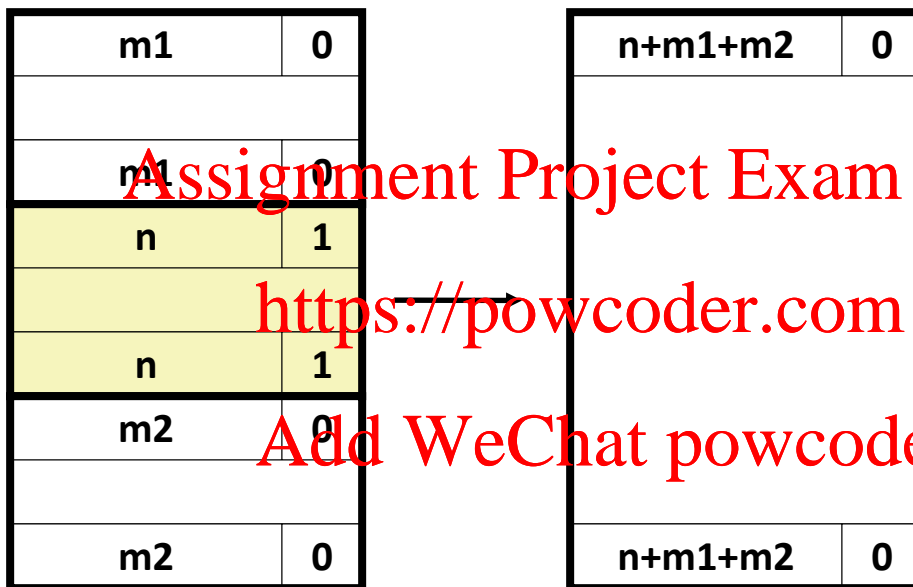 m1 0
n+m1+m2 0
m1 0
Assignment Project Exam
n 1
https://powcoder.com
n 1
m2 0
Add WeChat powcode
m2 0
n+m1+m2 0